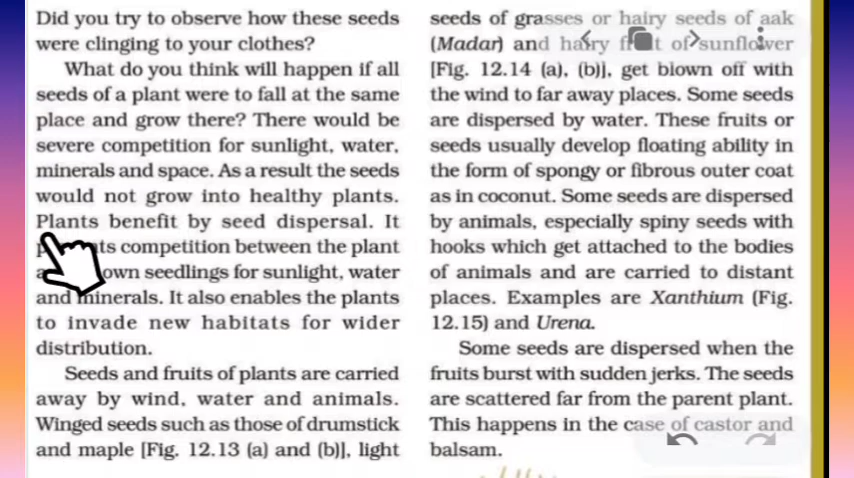 Did you try to observe how these seeds
were clinging to your clothes?
What do you think will happen if all
seeds of a plant were to fall at the same
place and grow there? There would be
severe competition for sunlight, water,
minerals and space. As a result the seeds
would not grow into healthy plants.
Plants benefit by seed dispersal. It
competition between the plant
own seedlings for sunlight, water
and minerals. It also enables the plants
to invade new habitats for wider
distribution.
Seeds and fruits of plants are carried
away by wind, water and animals.
Winged seeds such as those of drumstick
and maple [Fig. 12.13 (a) and (b)], light
seeds of grasses or hairy seeds of aak
(Madar) and hairy of sunflower
[Fig. 12.14 (a), (b)], get blown off with
the wind to far away places. Some seeds
are dispersed by water. These fruits or
seeds usually develop floating ability in
the form of spongy or fibrous outer coat
as in coconut. Some seeds are dispersed
by animals, especially spiny seeds with
hooks which get attached to the bodies
of animals and are carried to distant
places. Examples are Xanthium (Fig.
12.15) and Urena.
Some seeds are dispersed when the
fruits burst with sudden jerks. The seeds
are scattered far from the parent plant.
This happens in the case of castor and
balsam.